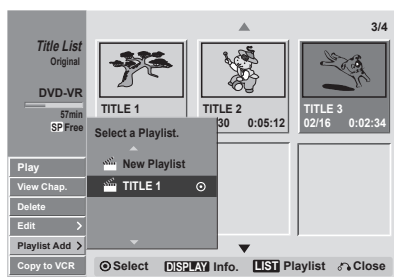 3/4
Title List
Original
DVD-VR
57min
SP Free
TITLE 1
TITLE 2
30 0:05:12
TITLE 3
02/16 0:02:34
Select a Playlist.
New Playlist
TITLE 1
Play
View Chap.
Delete
Edit
Playlist Add
Copy to VCR
Select DISPLAY Info. LIST Playlist Close